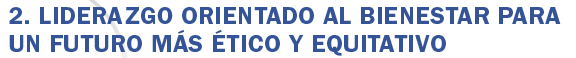 2. LIDERAZGO ORIENTADO AL BIENESTAR PARA
UN FUTURO MÁS ÉTICO Y EQUITATIVO